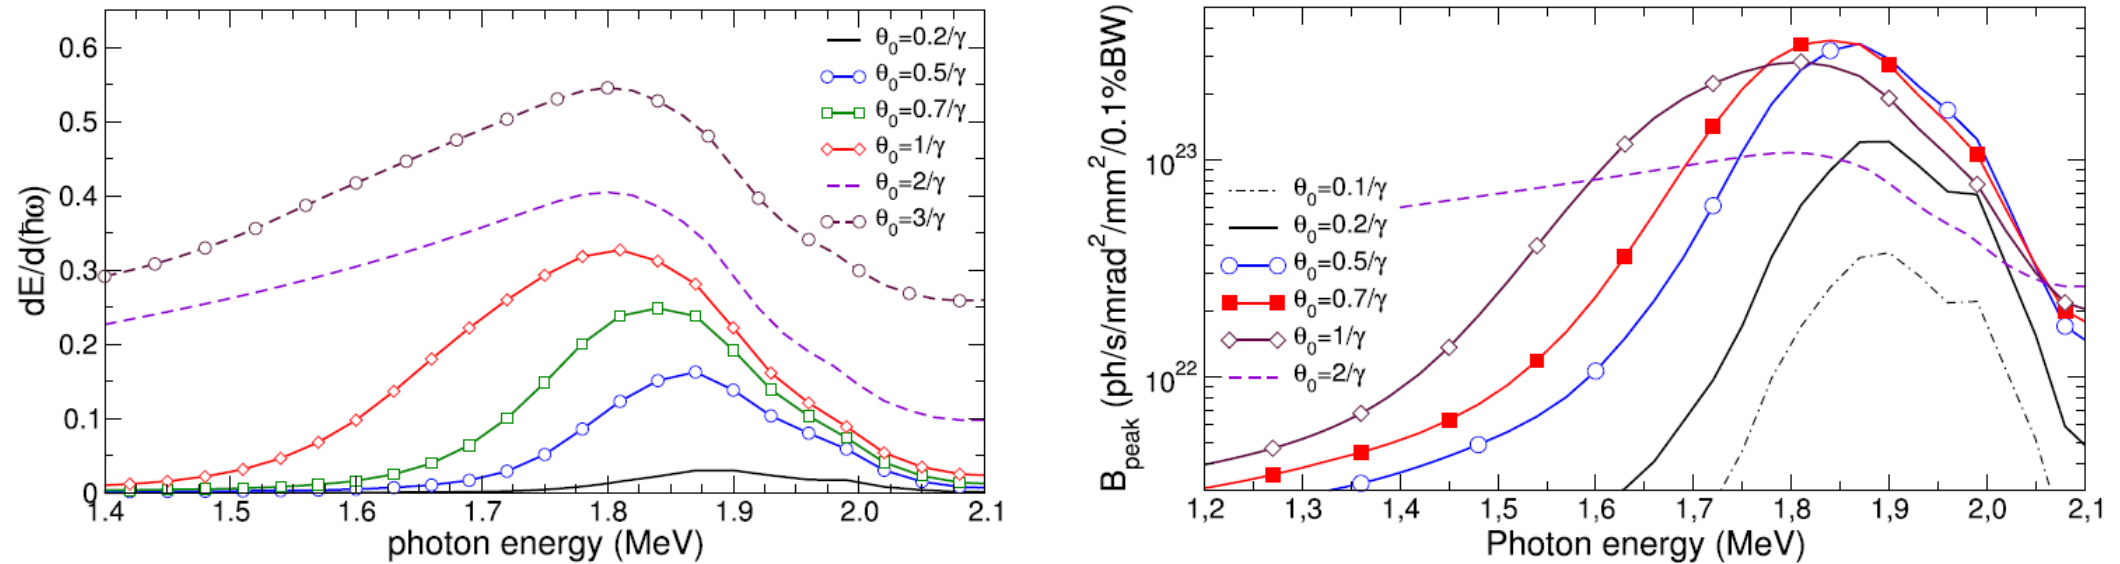 dE/d(ħω)
0.6
0.5
0.4
0.3
0.2
0.1
0
1.4 1.5 1.6 1.7 1.8 1.9 2.0 2.1
photon energy (MeV)
θ₀=0.2/γ
θ₀=0.5/γ
θ₀=0.7/γ
θ₀=1/γ
θ₀=2/γ
θ₀=3/γ
B_peak (ph/s/mrad²/mm²/0.1%BW)
10²³
10²²
θ₀=0.1/γ
θ₀=0.2/γ
θ₀=0.5/γ
θ₀=0.7/γ
θ₀=1/γ
θ₀=2/γ
1,2 1,3 1,4 1,5 1,6 1,7 1,8 1,9 2,0 2,1
Photon energy (MeV)